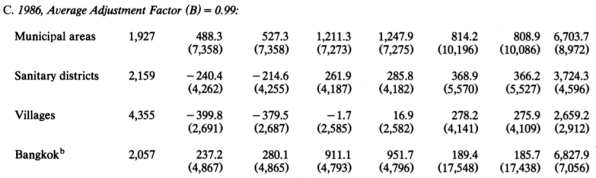 C. 1986, Average Adjustment Factor (B) = 0.99:
Municipal areas 1,927 488.3 527.3 1,211.3 1,247.9 814.2 808.9 6,703.7
(7,358) (7,358) (7,273) (7,275) (10,196) (10,086) (8,972)
Sanitary districts 2,159 −240.4 −214.6 261.9 285.8 368.9 366.2 3,724.3
(4,262) (4,255) (4,187) (4,182) (5,570) (5,527) (4,596)
Villages 4,355 −399.8 −379.5 −1.7 16.9 278.2 275.9 2,659.2
(2,691) (2,687) (2,585) (2,582) (4,141) (4,109) (2,912)
Bangkokᵇ 2,057 237.2 280.1 911.1 951.7 189.4 185.7 6,827.9
(4,867) (4,865) (4,793) (4,796) (17,548) (17,438) (7,056)